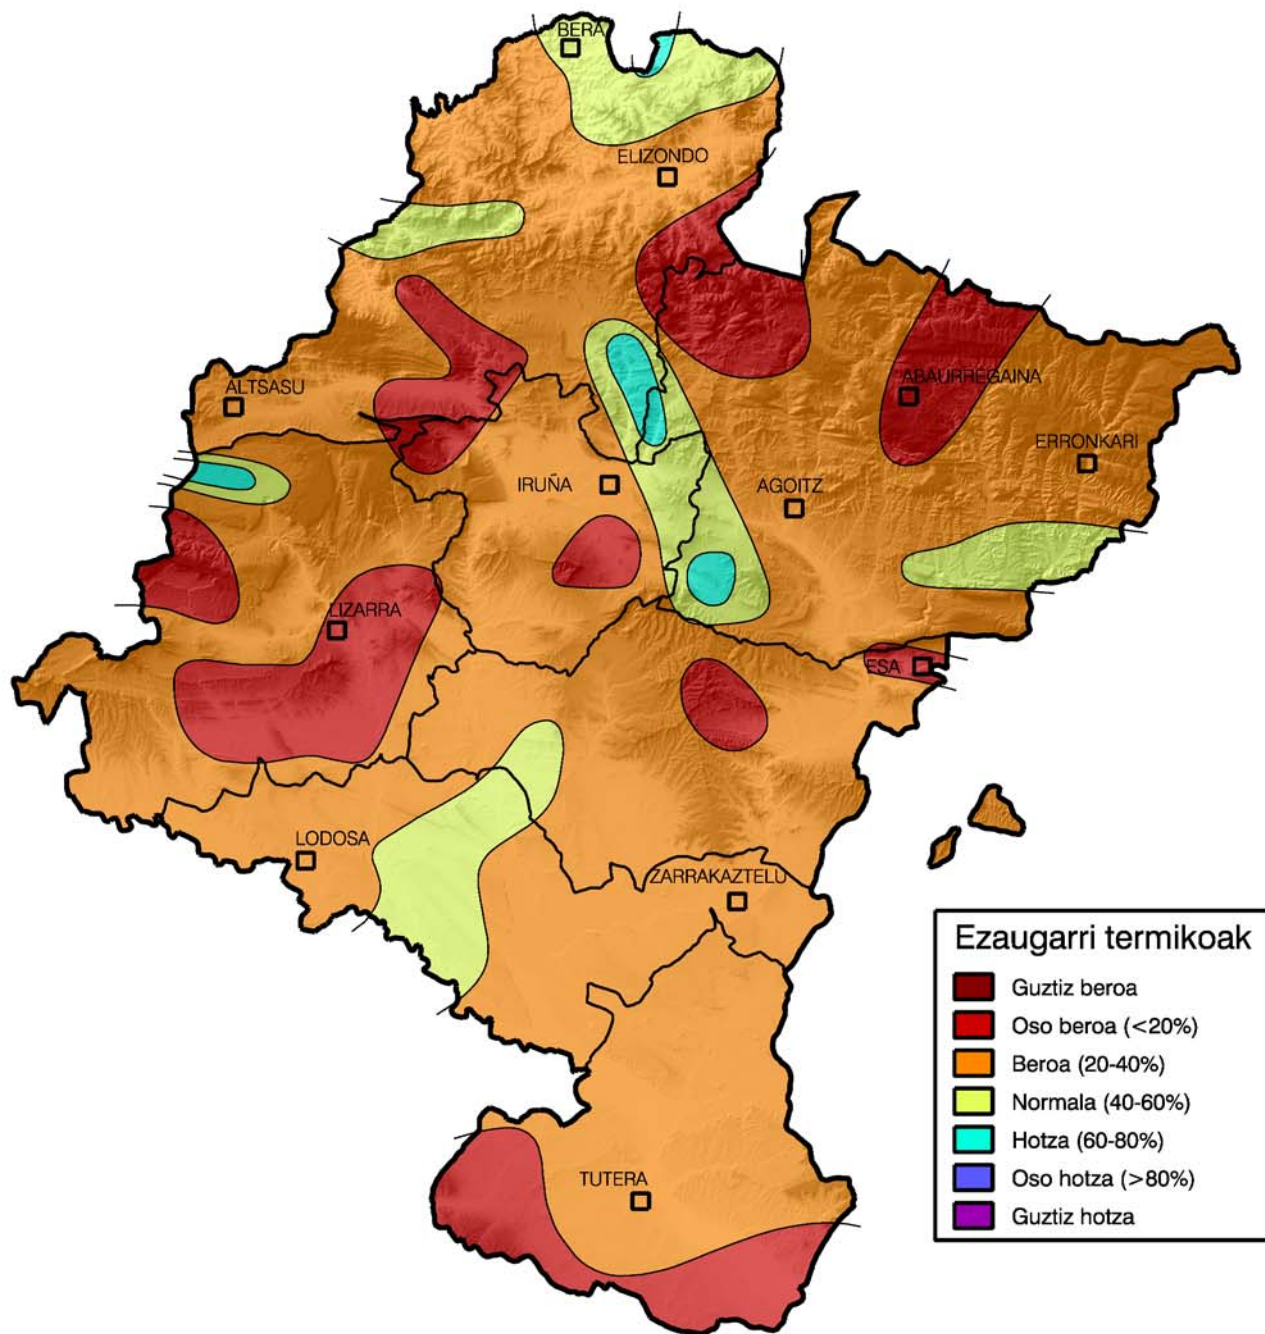 BERA
ELIZONDO
ALTSASU
ABAURREGAINA
ERRONKARI
IRUÑA
AGOITZ
LIZARRA
ESA
LODOSA
ZARRAKAZTELU
TUTERA
Ezaugarri termikoak
Guztiz beroa
Oso beroa (<20%)
Beroa (20-40%)
Normala (40-60%)
Hotza (60-80%)
Oso hotza (>80%)
Guztiz hotza